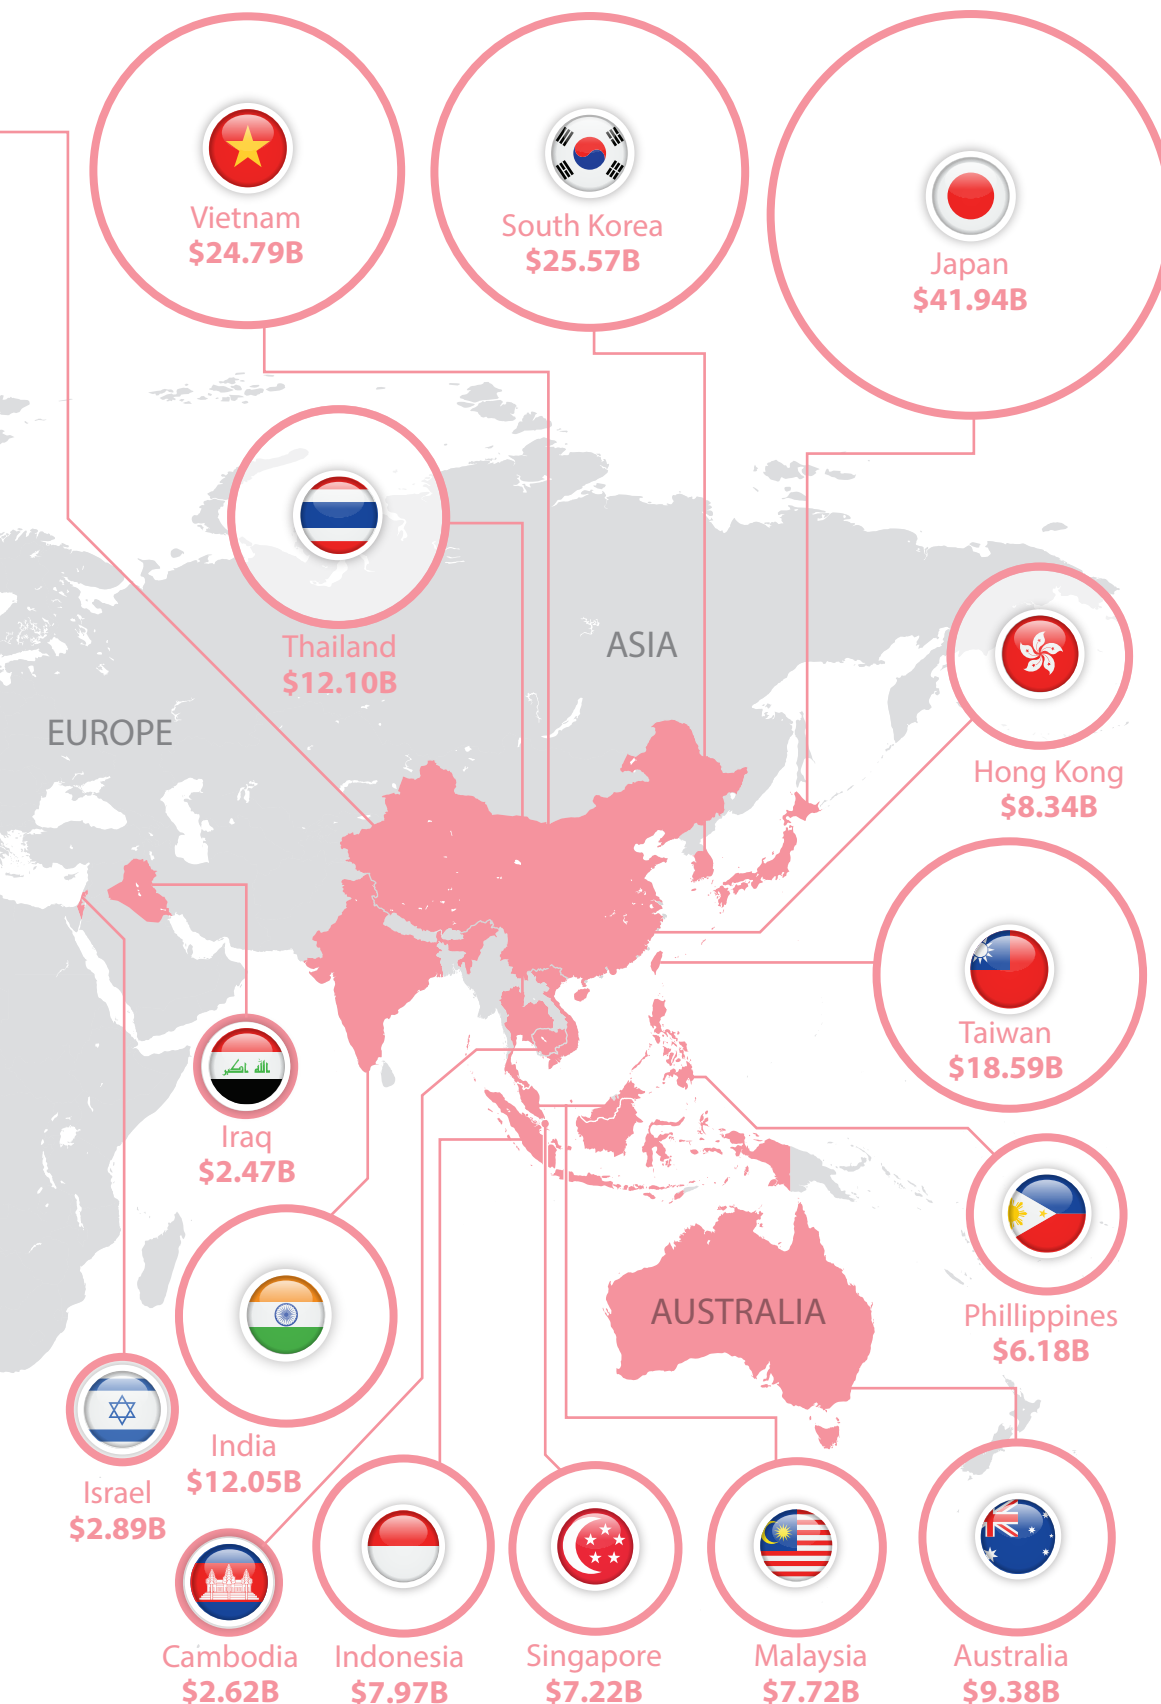 Vietnam
$24.79B
South Korea
$25.57B
Japan
$41.94B
Thailand
$12.10B
ASIA
EUROPE
Hong Kong
$8.34B
Taiwan
$18.59B
الله اكبر
Iraq
$2.47B
Phillippines
$6.18B
AUSTRALIA
India
$12.05B
Israel
$2.89B
Cambodia
$2.62B
Indonesia
$7.97B
Singapore
$7.22B
Malaysia
$7.72B
Australia
$9.38B